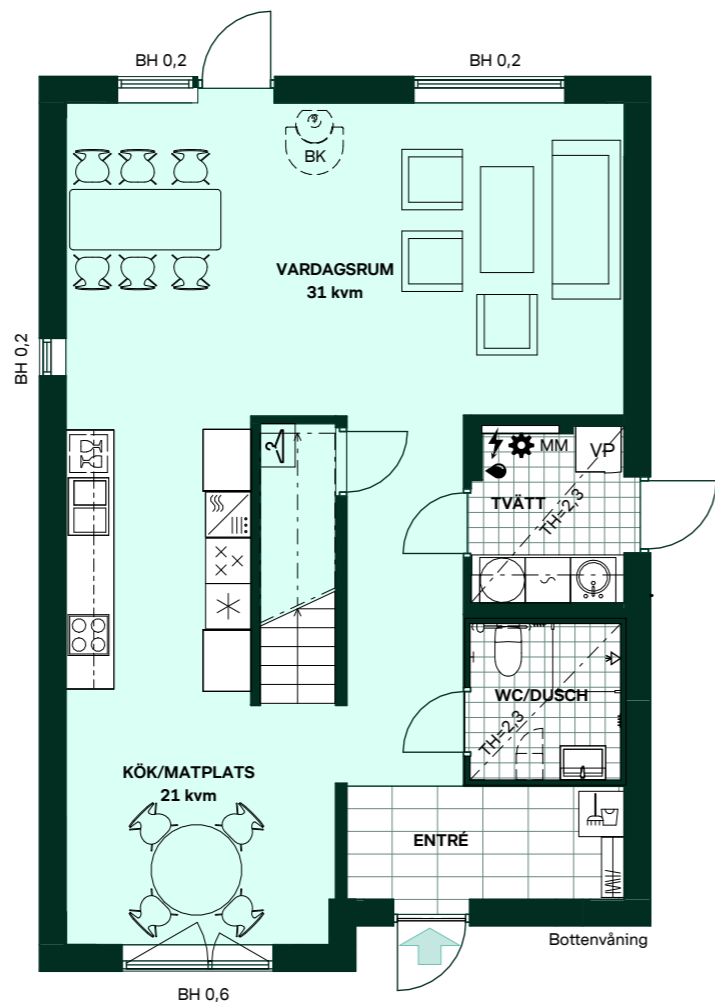 BH 0,2
BH 0,2
BK
VARDAGSRUM
31 kvm
BH 0,2
MM
VP
TVÄTT
TH=2,3
WC/DUSCH
TH=2,3
KÖK/MATPLATS
21 kvm
ENTRÉ
Bottenvåning
BH 0,6